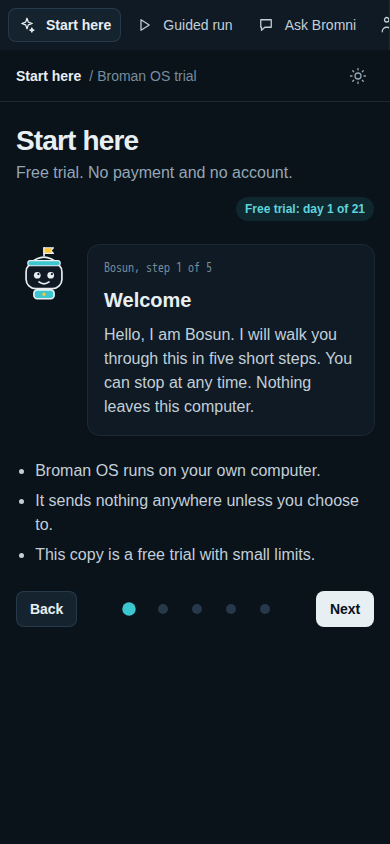 Start here
Guided run
Ask Bromni
Start here / Broman OS trial
Start here
Free trial. No payment and no account.
Free trial: day 1 of 21
Bosun, step 1 of 5
Welcome
Hello, I am Bosun. I will walk you
through this in five short steps. You
can stop at any time. Nothing
leaves this computer.
Broman OS runs on your own computer.
It sends nothing anywhere unless you choose
to.
This copy is a free trial with small limits.
Back
Next